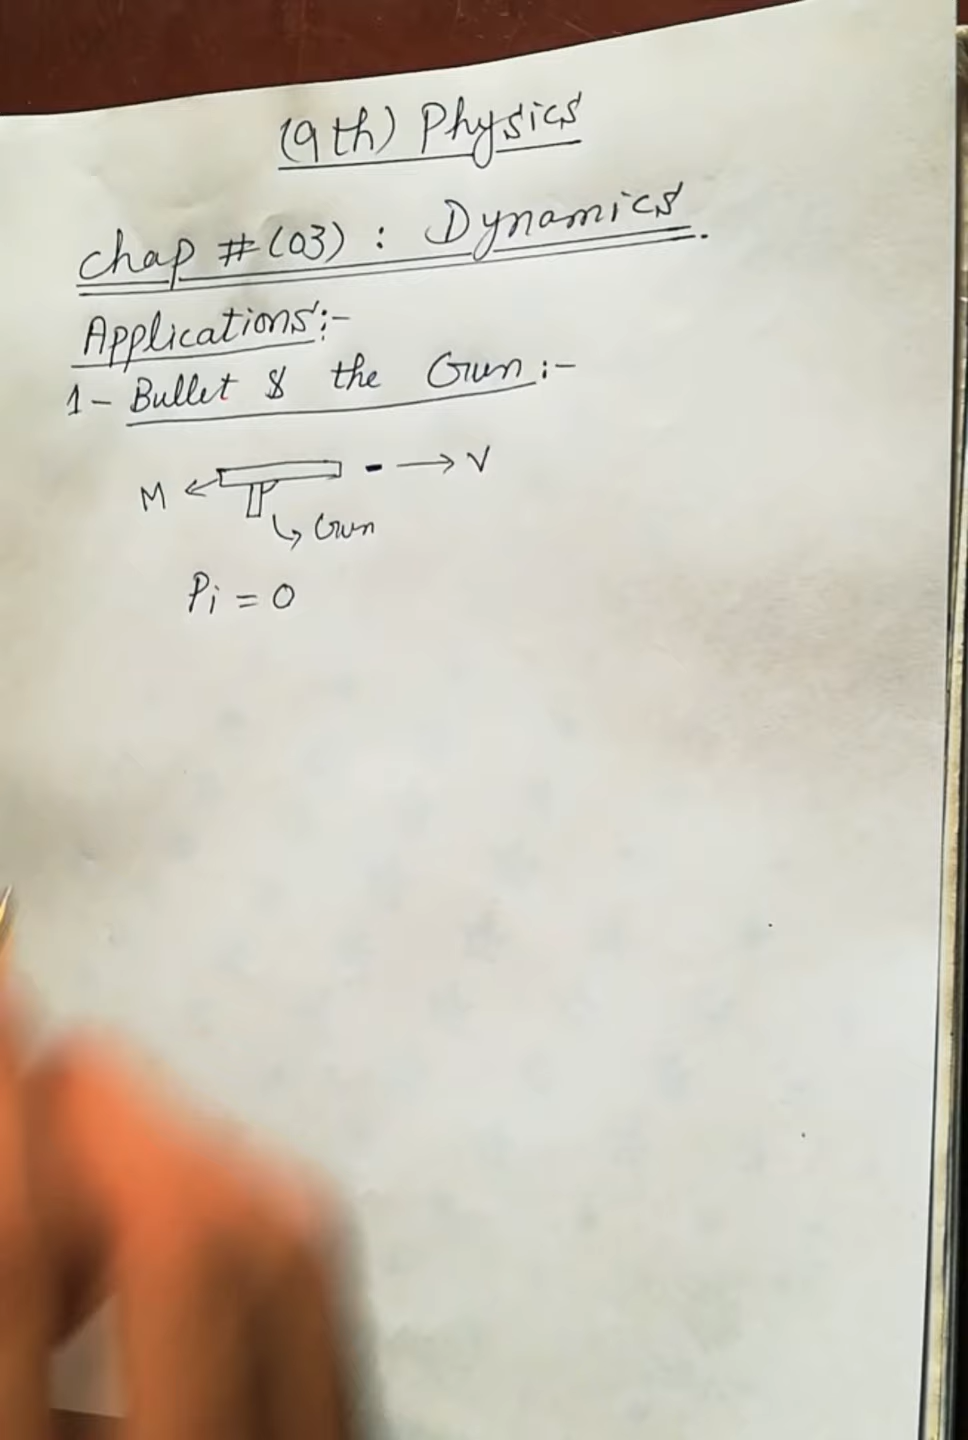 (9th) Physics
Chap # (03) : Dynamics.
Applications:-
1- Bullet & the Gun:-
M V
Gun
Pi = 0